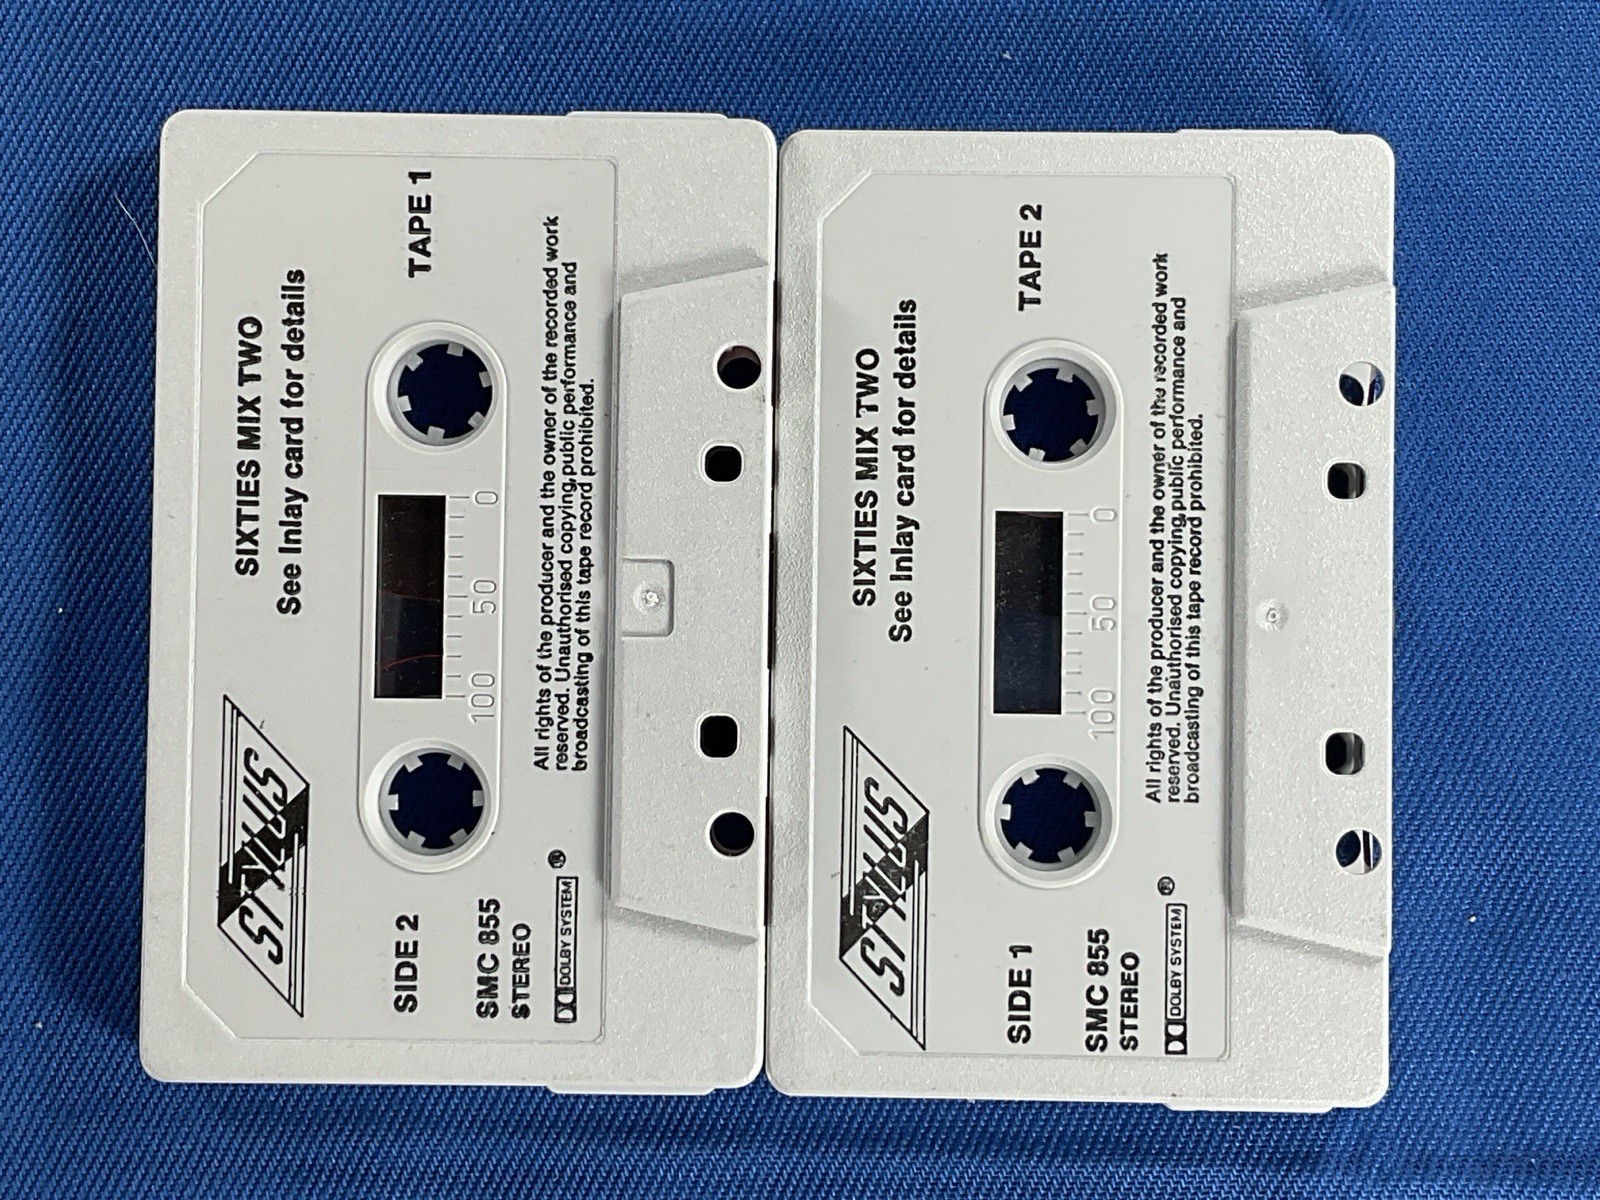 STYLUS
SIXTIES MIX TWO
See Inlay card for details
SIDE 2
TAPE 1
SMC 855
STEREO
100 50 0
DOLBY SYSTEM ®
All rights of the producer and the owner of the recorded work
reserved. Unauthorised copying, public performance and
broadcasting of this tape record prohibited.
STYLUS
SIXTIES MIX TWO
See Inlay card for details
SIDE 1
TAPE 2
SMC 855
STEREO
100 50 0
DOLBY SYSTEM ®
All rights of the producer and the owner of the recorded work
reserved. Unauthorised copying, public performance and
broadcasting of this tape record prohibited.